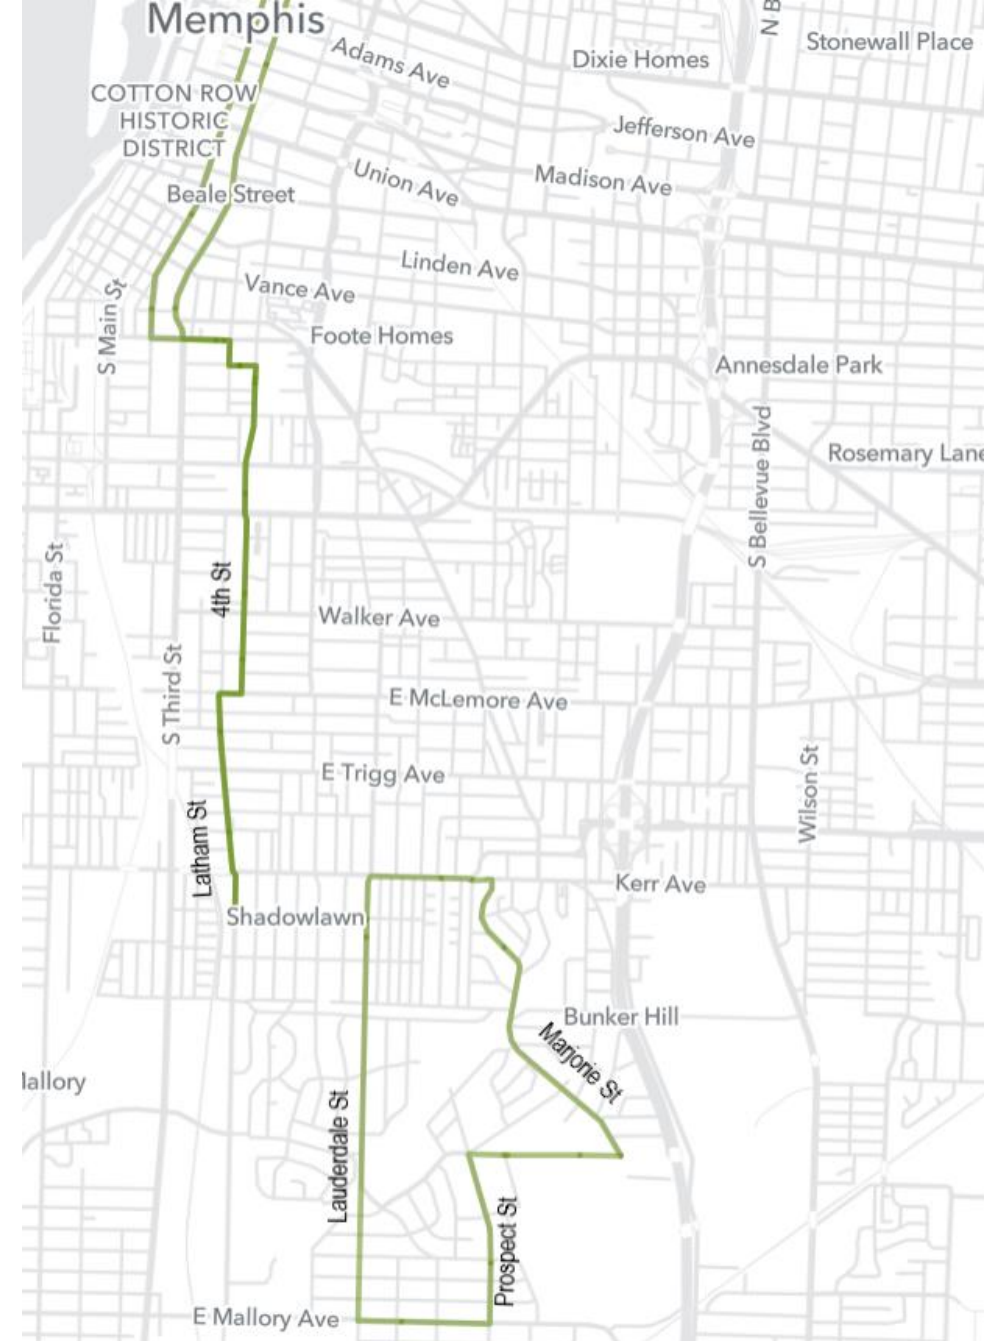 Memphis
N B
Stonewall Place
Adams Ave
Dixie Homes
COTTON ROW
HISTORIC
DISTRICT
Jefferson Ave
Union Ave
Madison Ave
Beale Street
Linden Ave
Vance Ave
S Main St
Foote Homes
Annesdale Park
S Bellevue Blvd
Rosemary Lane
Florida St
4th St
Walker Ave
S Third St
E McLemore Ave
E Trigg Ave
Wilson St
Latham St
Kerr Ave
Shadowlawn
Bunker Hill
Marjorie St
Mallory
Lauderdale St
Prospect St
E Mallory Ave